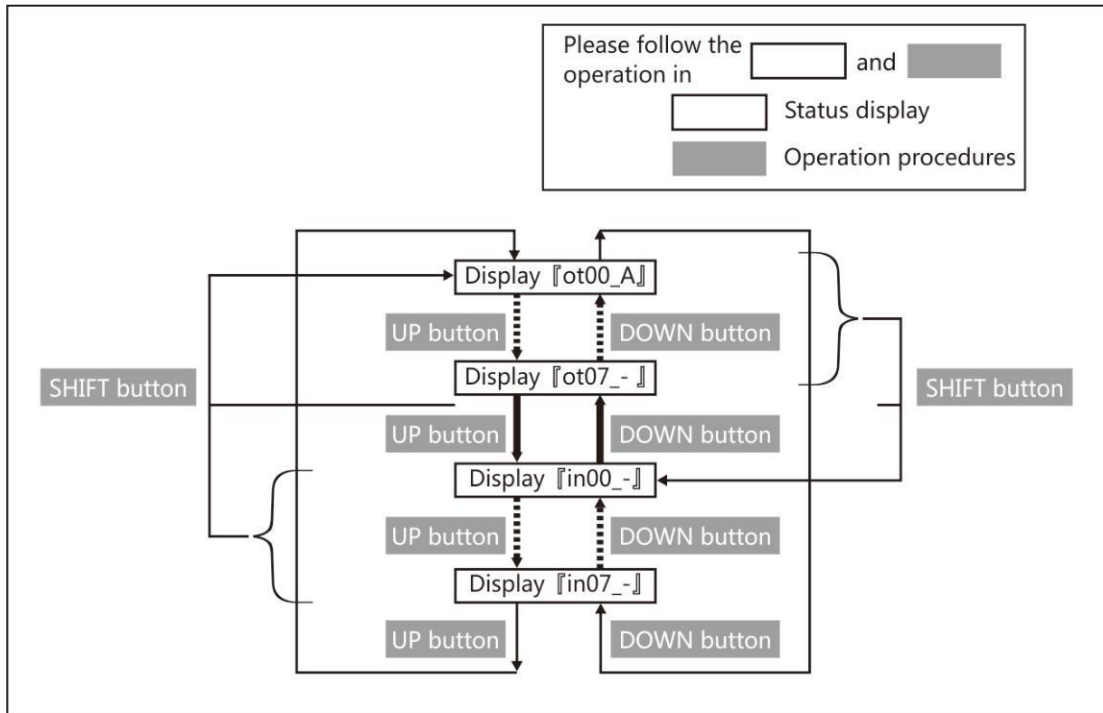 Please follow the
operation in
and
Status display
Operation procedures
Display『ot00_A』
UP button
DOWN button
Display『ot07_-』
SHIFT button
SHIFT button
UP button
DOWN button
Display『in00_-』
UP button
DOWN button
Display『in07_-』
UP button
DOWN button